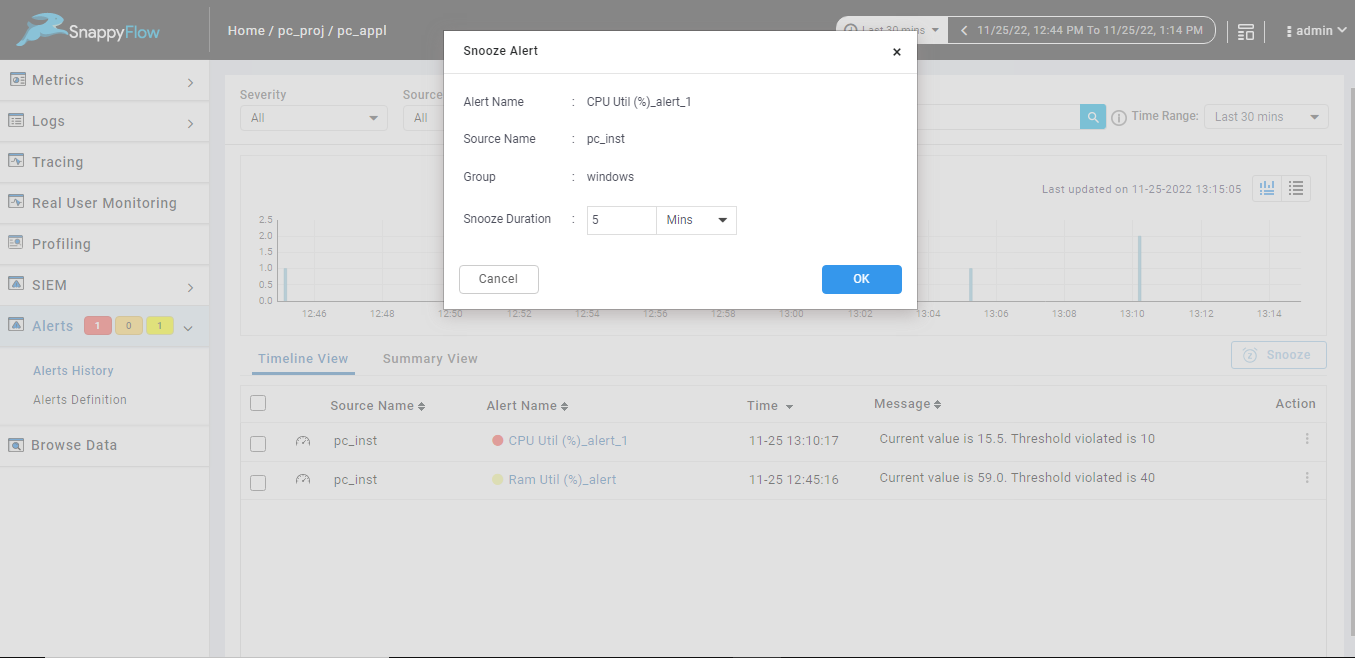 SnappyFlow
Home / pc_proj / pc_appl
Last 30 mins
11/25/22, 12:44 PM To 11/25/22, 1:14 PM
admin
Metrics
Logs
Tracing
Real User Monitoring
Profiling
SIEM
Alerts 1 0 1
Alerts History
Alerts Definition
Browse Data
Snooze Alert ×
Alert Name : CPU Util (%)_alert_1
Source Name : pc_inst
Group : windows
Snooze Duration : 5 Mins
Cancel OK
Severity
All
Source
All
Time Range: Last 30 mins
Last updated on 11-25-2022 13:15:05
2.5
2.0
1.5
1.0
0.5
0.0
12:46 12:48 12:50 12:52 12:54 12:56 12:58 13:00 13:02 13:04 13:06 13:08 13:10 13:12 13:14
Timeline View Summary View Snooze
Source Name Alert Name Time Message Action
pc_inst CPU Util (%)_alert_1 11-25 13:10:17 Current value is 15.5. Threshold violated is 10
pc_inst Ram Util (%)_alert 11-25 12:45:16 Current value is 59.0. Threshold violated is 40